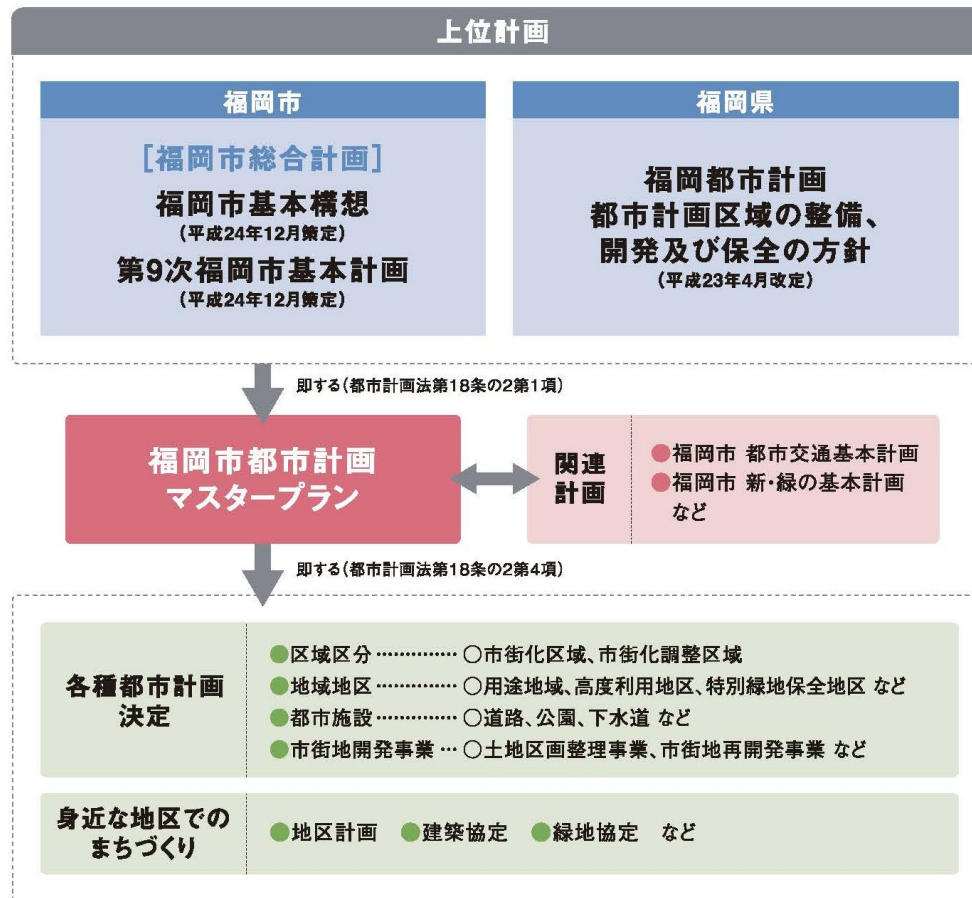 上位計画
福岡市
[福岡市総合計画]
福岡市基本構想
(平成24年12月策定)
第9次福岡市基本計画
(平成24年12月策定)
福岡県
福岡都市計画
都市計画区域の整備、
開発及び保全の方針
(平成23年4月改定)
即する(都市計画法第18条の2第1項)
福岡市都市計画
マスタープラン
関連
計画
●福岡市 都市交通基本計画
●福岡市 新・緑の基本計画
など
即する(都市計画法第18条の2第4項)
各種都市計画
決定
●区域区分 ･････････････ ○市街化区域、市街化調整区域
●地域地区 ･････････････ ○用途地域、高度利用地区、特別緑地保全地区 など
●都市施設 ･････････････ ○道路、公園、下水道 など
●市街地開発事業 ･･･ ○土地区画整理事業、市街地再開発事業 など
身近な地区での
まちづくり
●地区計画 ●建築協定 ●緑地協定 など